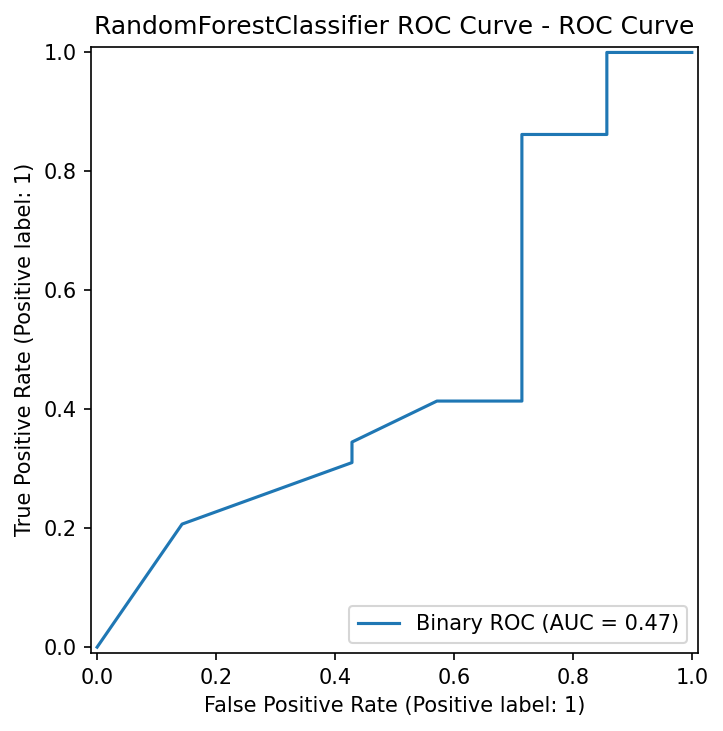 RandomForestClassifier ROC Curve - ROC Curve
1.0
0.8
0.6
0.4
0.2
0.0
True Positive Rate (Positive label: 1)
Binary ROC (AUC = 0.47)
0.0 0.2 0.4 0.6 0.8 1.0
False Positive Rate (Positive label: 1)